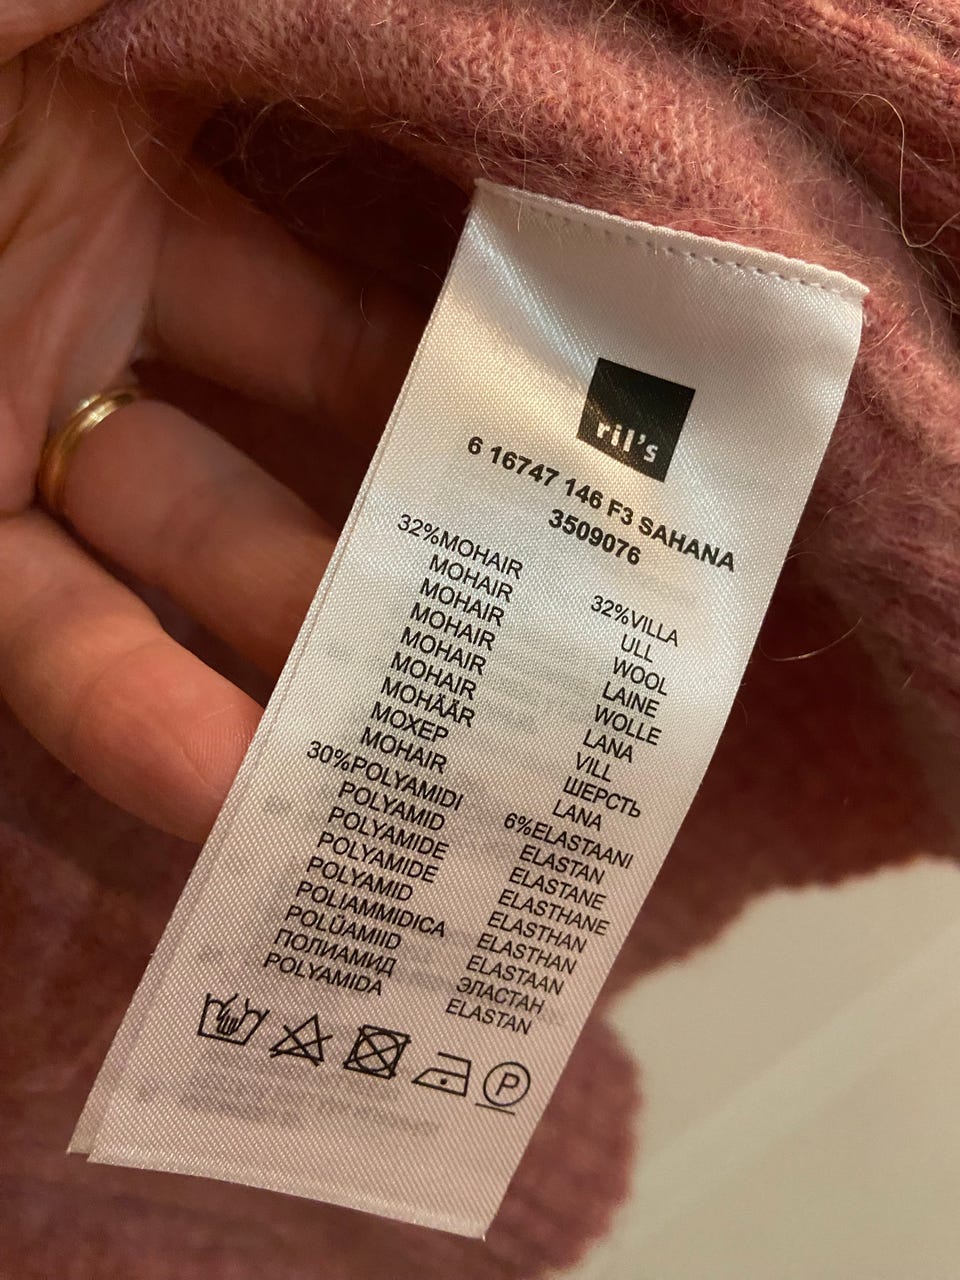 ril's
6 16747 146 F3 SAHANA
3509076
32%MOHAIR
MOHAIR
MOHAIR
MOHAIR
MOHAIR
MOHAIR
MOHÄÄR
МОХЕР
MOHAIR
30%POLYAMIDI
POLYAMID
POLYAMIDE
POLYAMIDE
POLYAMID
POLIAMMIDICA
POLÜAMIID
ПОЛИАМИД
POLYAMIDA
32%VILLA
ULL
WOOL
LAINE
WOLLE
LANA
VILL
ШЕРСТЬ
LANA
6%ELASTAANI
ELASTAN
ELASTANE
ELASTHANE
ELASTHAN
ELASTHAN
ELASTAAN
ЭЛАСТАН
ELASTAN
P